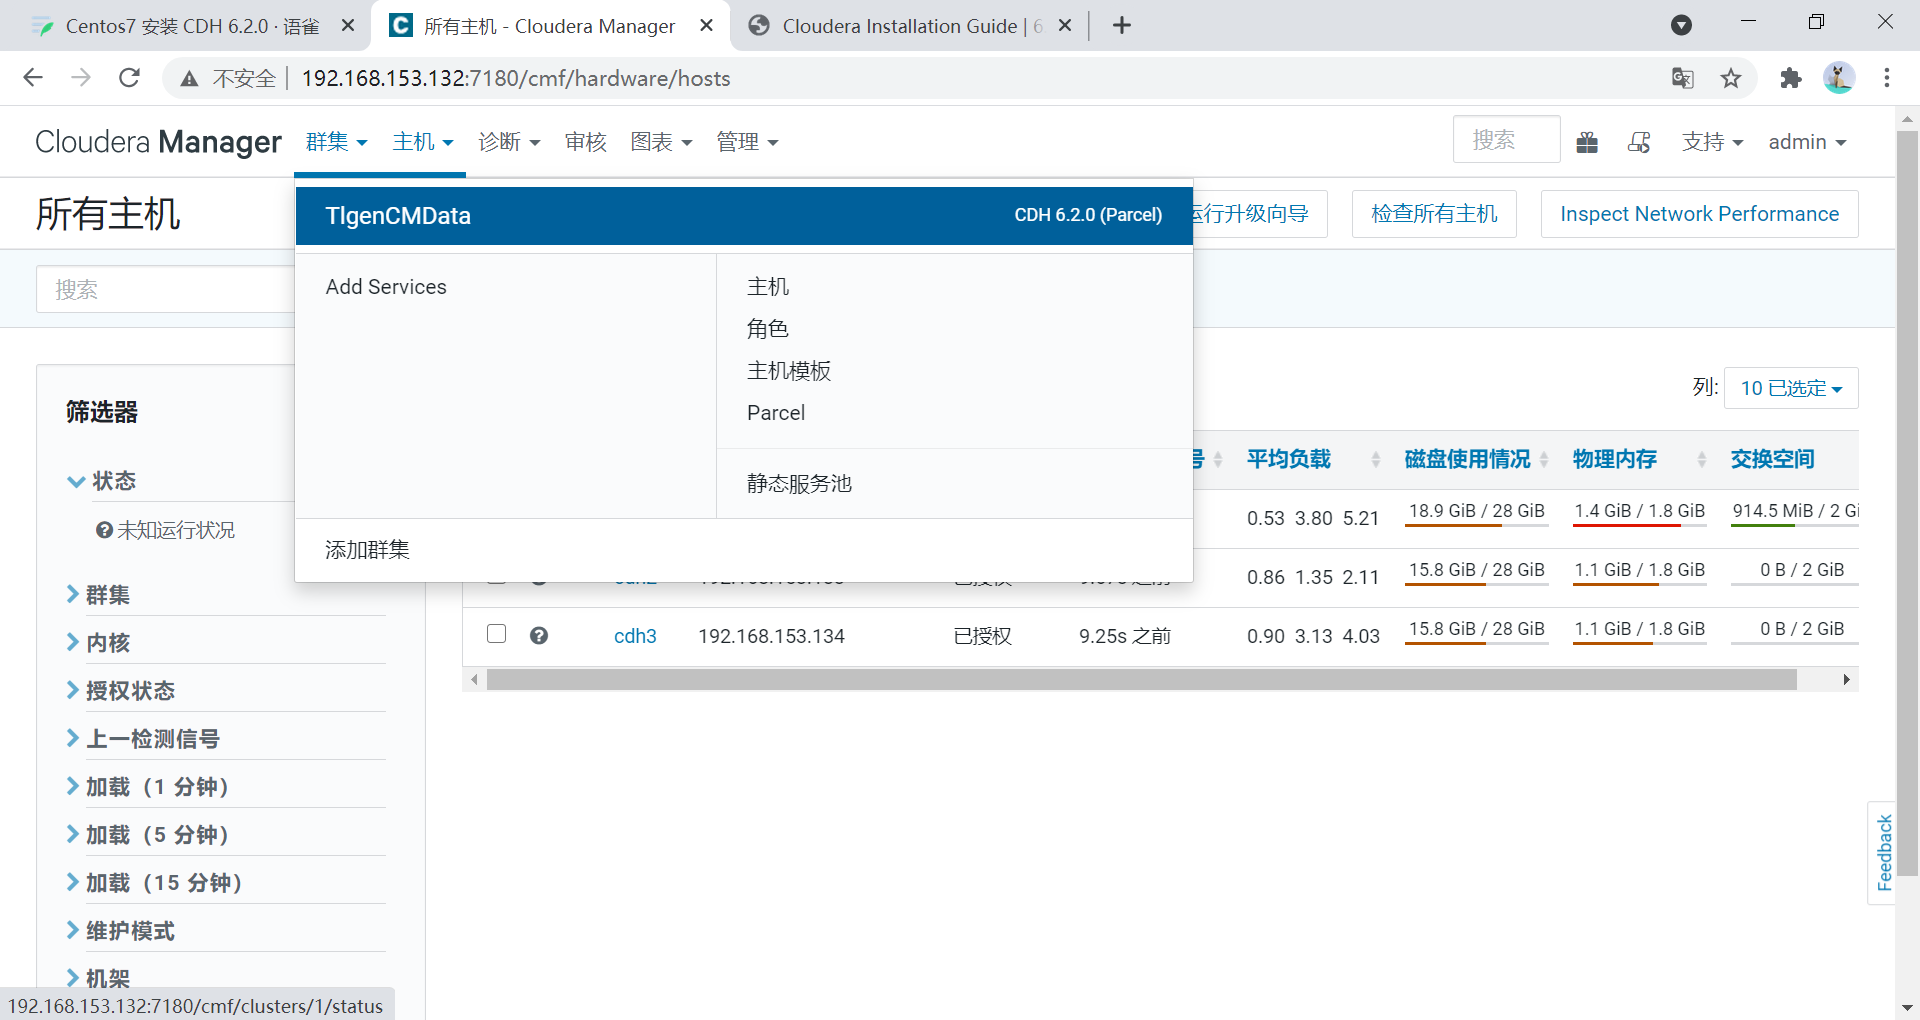 Centos7 安装 CDH 6.2.0 · 语雀
所有主机 - Cloudera Manager
Cloudera Installation Guide | 6
不安全
192.168.153.132:7180/cmf/hardware/hosts
Cloudera Manager
群集
主机
诊断
审核
图表
管理
搜索
支持
admin
所有主机
TlgenCMData
CDH 6.2.0 (Parcel)
运行升级向导
检查所有主机
Inspect Network Performance
搜索
Add Services
主机
角色
主机模板
Parcel
静态服务池
添加群集
筛选器
状态
未知运行状况
群集
内核
授权状态
上一检测信号
加载（1 分钟）
加载（5 分钟）
加载（15 分钟）
维护模式
机架
列:
10 已选定
号
平均负载
磁盘使用情况
物理内存
交换空间
0.53 3.80 5.21
18.9 GiB / 28 GiB
1.4 GiB / 1.8 GiB
914.5 MiB / 2 Gi
0.86 1.35 2.11
15.8 GiB / 28 GiB
1.1 GiB / 1.8 GiB
0 B / 2 GiB
cdh3
192.168.153.134
已授权
9.25s 之前
0.90 3.13 4.03
15.8 GiB / 28 GiB
1.1 GiB / 1.8 GiB
0 B / 2 GiB
Feedback
192.168.153.132:7180/cmf/clusters/1/status